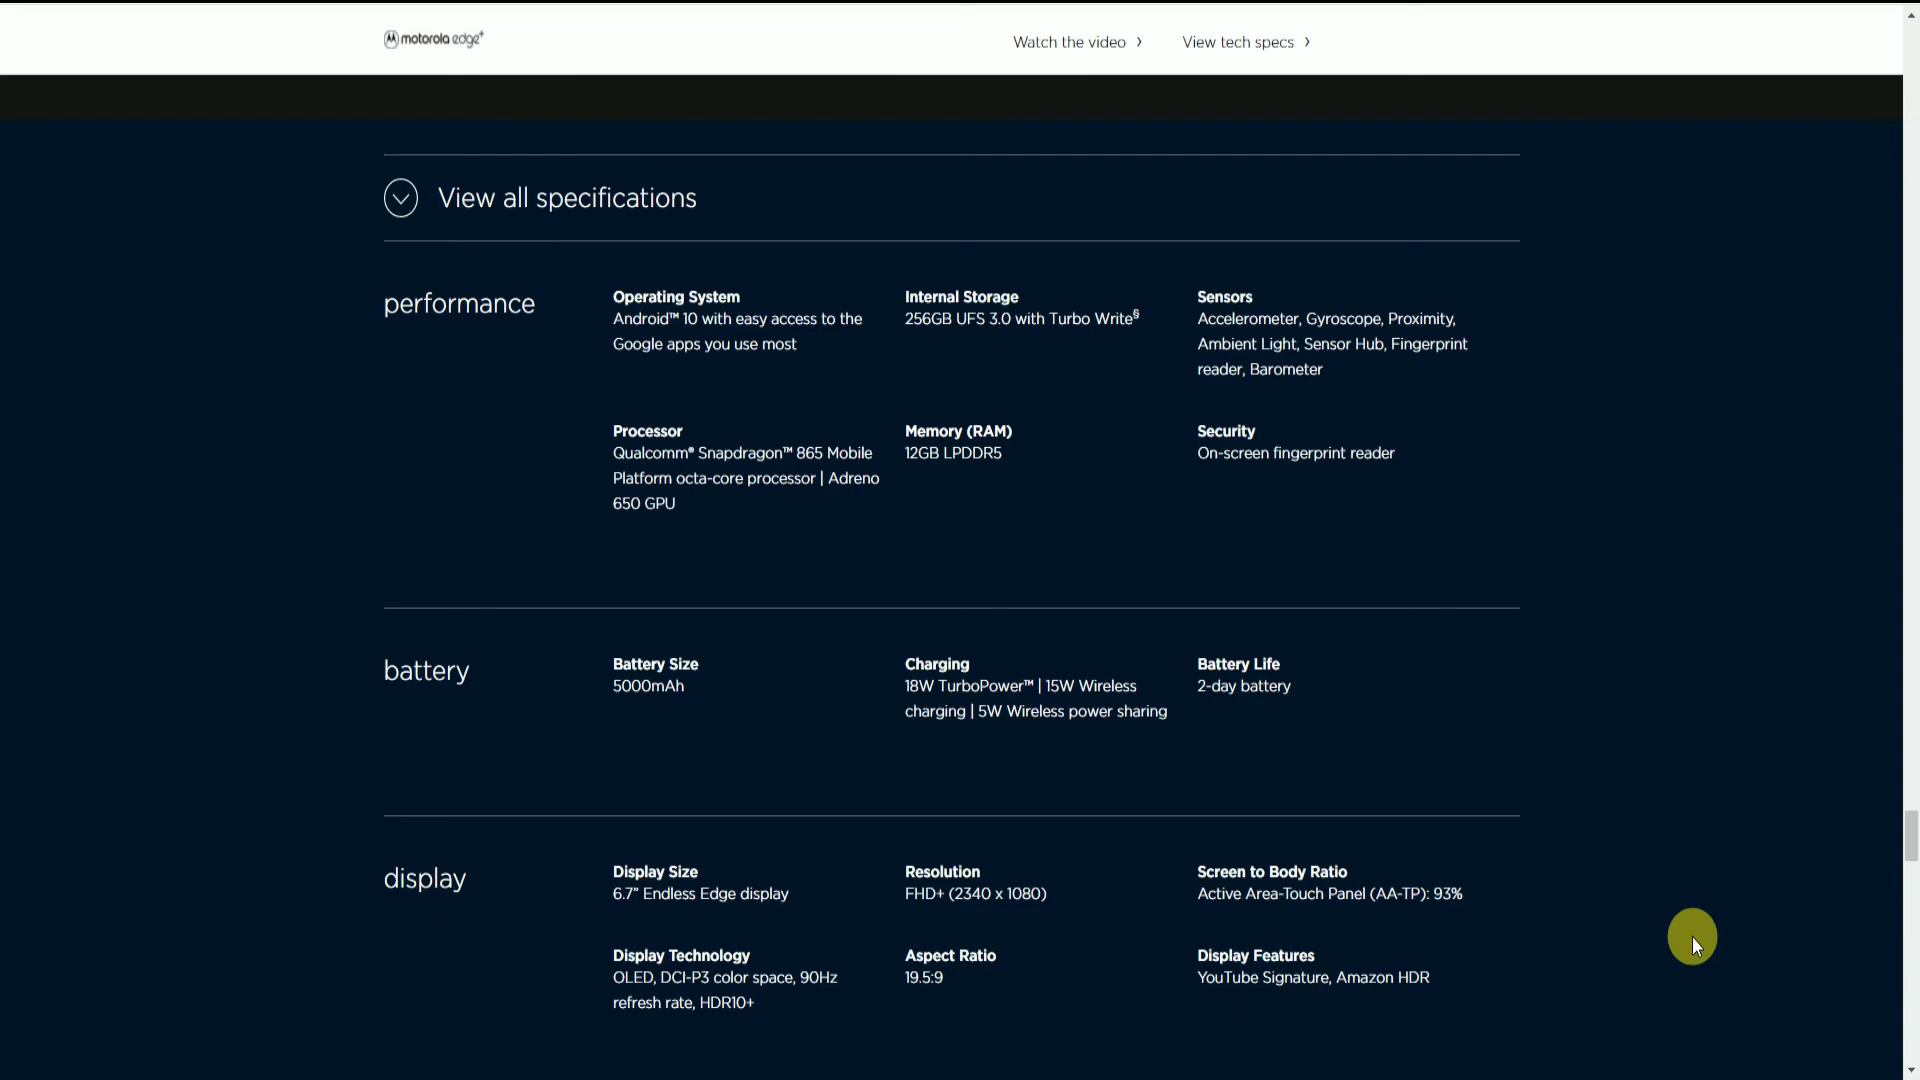 motorola edge+
Watch the video
View tech specs
View all specifications
performance
Operating System
Android™ 10 with easy access to the
Google apps you use most
Internal Storage
256GB UFS 3.0 with Turbo Write§
Sensors
Accelerometer, Gyroscope, Proximity,
Ambient Light, Sensor Hub, Fingerprint
reader, Barometer
Processor
Qualcomm® Snapdragon™ 865 Mobile
Platform octa-core processor | Adreno
650 GPU
Memory (RAM)
12GB LPDDR5
Security
On-screen fingerprint reader
battery
Battery Size
5000mAh
Charging
18W TurboPower™ | 15W Wireless
charging | 5W Wireless power sharing
Battery Life
2-day battery
display
Display Size
6.7” Endless Edge display
Resolution
FHD+ (2340 x 1080)
Screen to Body Ratio
Active Area-Touch Panel (AA-TP): 93%
Display Technology
OLED, DCI-P3 color space, 90Hz
refresh rate, HDR10+
Aspect Ratio
19.5:9
Display Features
YouTube Signature, Amazon HDR